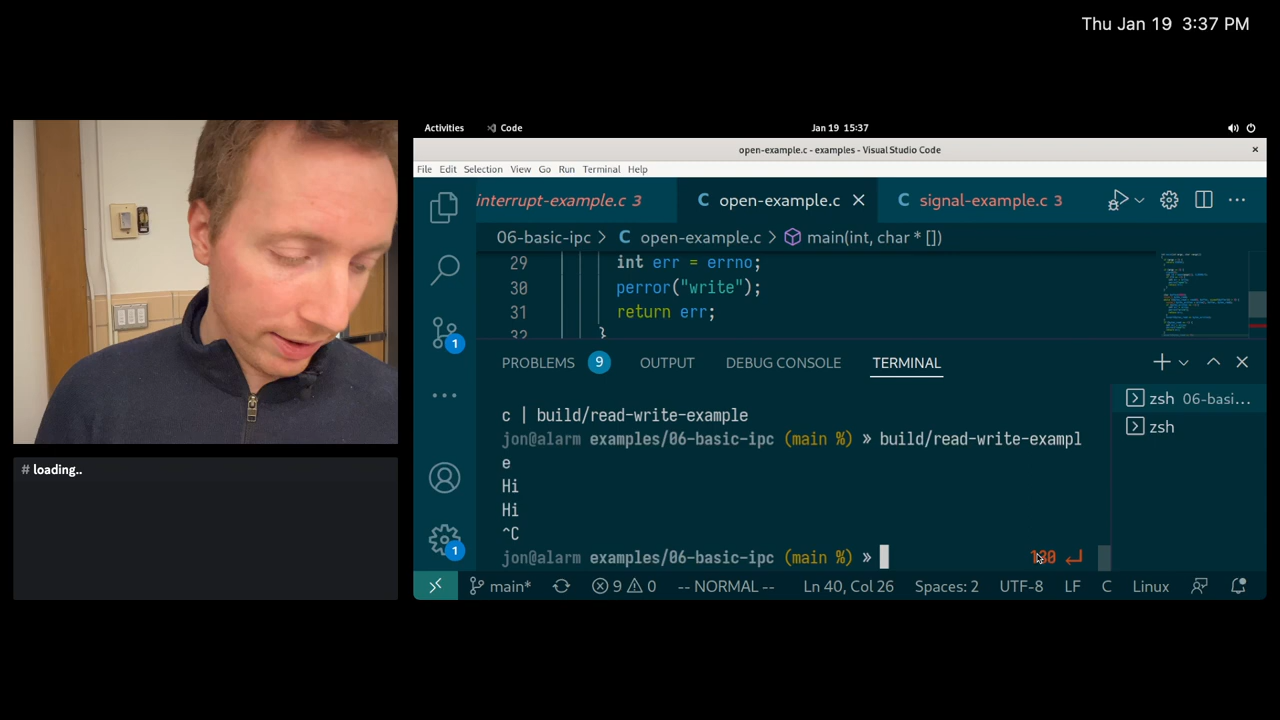 Thu Jan 19 3:37 PM
Activities Code Jan 19 15:37
open-example.c - examples - Visual Studio Code
File Edit Selection View Go Run Terminal Help
interrupt-example.c 3 C open-example.c C signal-example.c 3
06-basic-ipc > C open-example.c > main(int, char * [])
29 int err = errno;
30 perror("write");
31 return err;
32 }
PROBLEMS 9 OUTPUT DEBUG CONSOLE TERMINAL
c | build/read-write-example
jon@alarm examples/06-basic-ipc (main %) » build/read-write-exampl
e
Hi
Hi
^C
jon@alarm examples/06-basic-ipc (main %) » 130 ↵
zsh 06-basi...
zsh
1
1
main* 9 0 -- NORMAL -- Ln 40, Col 26 Spaces: 2 UTF-8 LF C Linux
# loading..